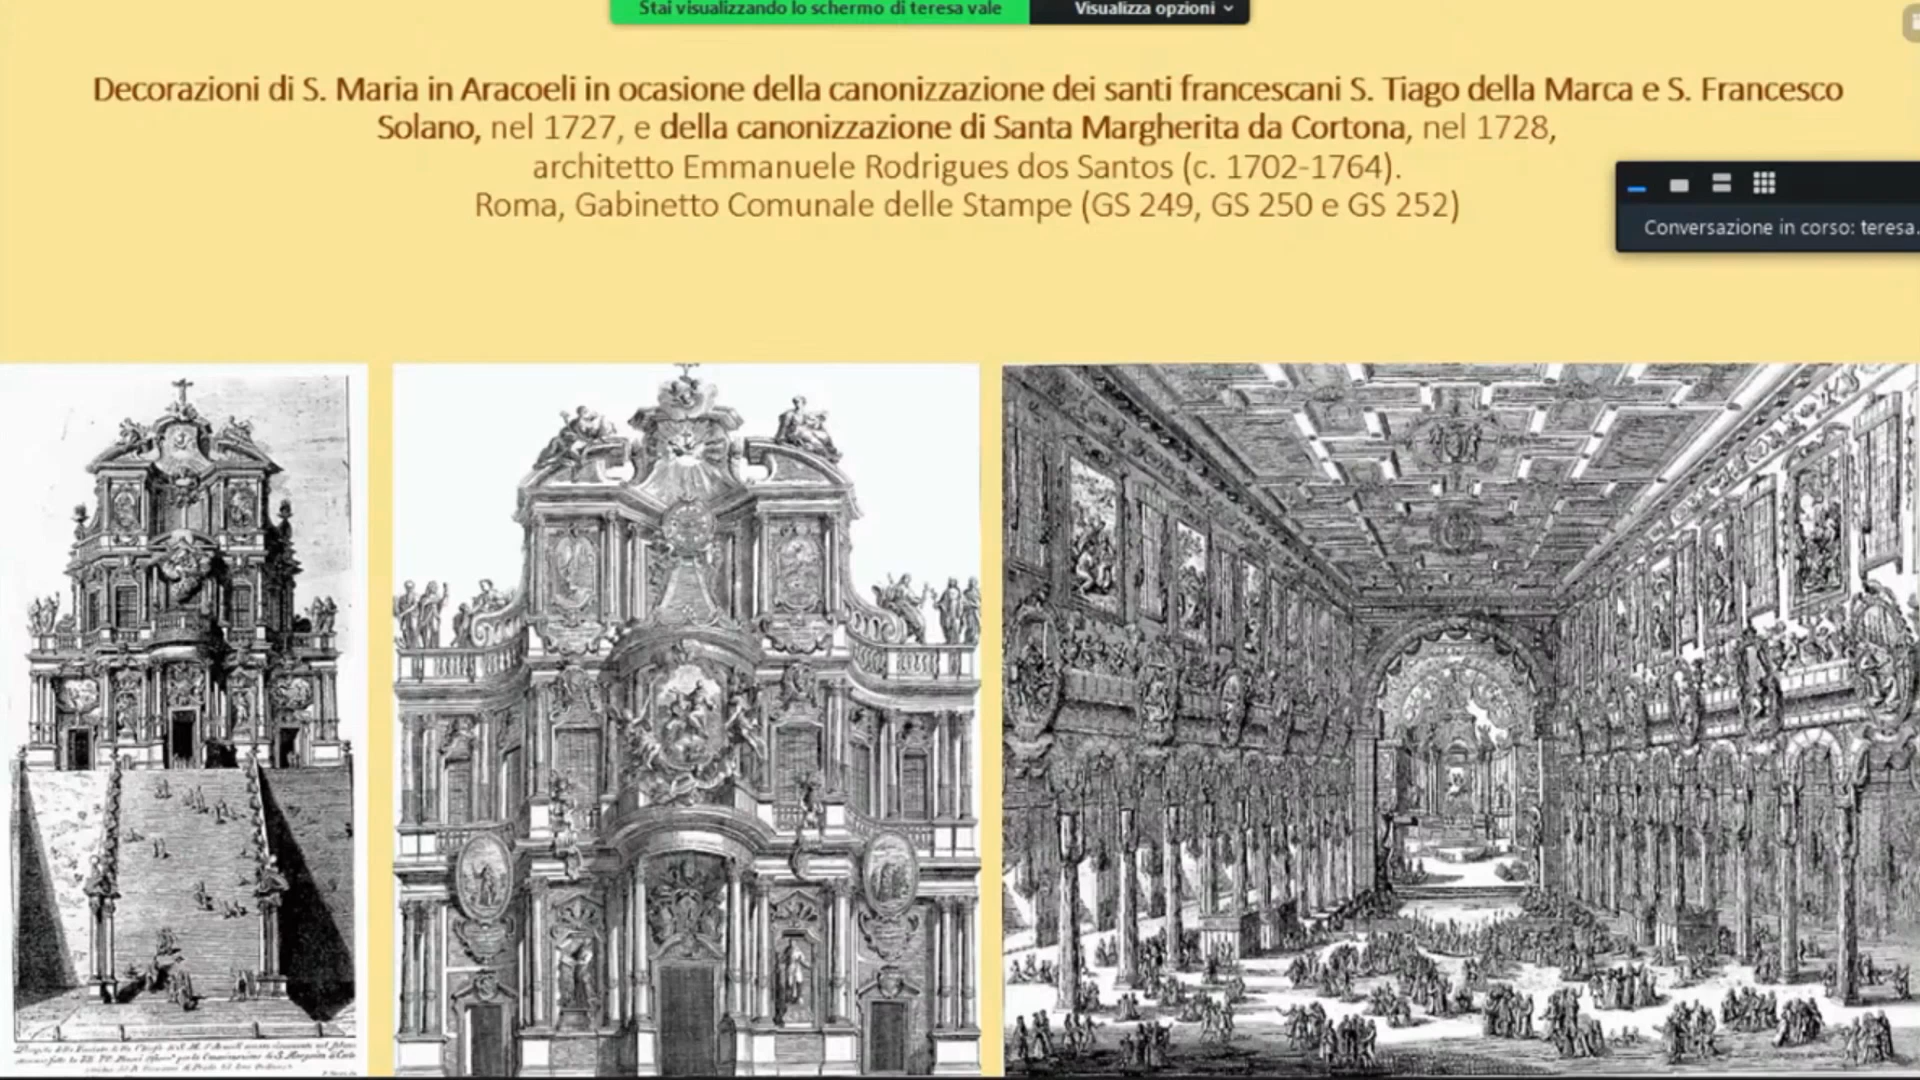 Stai visualizzando lo schermo di teresa vale
Visualizza opzioni
Decorazioni di S. Maria in Aracoeli in ocasione della canonizzazione dei santi francescani S. Tiago della Marca e S. Francesco
Solano, nel 1727, e della canonizzazione di Santa Margherita da Cortona, nel 1728,
architetto Emmanuele Rodrigues dos Santos (c. 1702-1764).
Roma, Gabinetto Comunale delle Stampe (GS 249, GS 250 e GS 252)
Conversazione in corso: teresa.